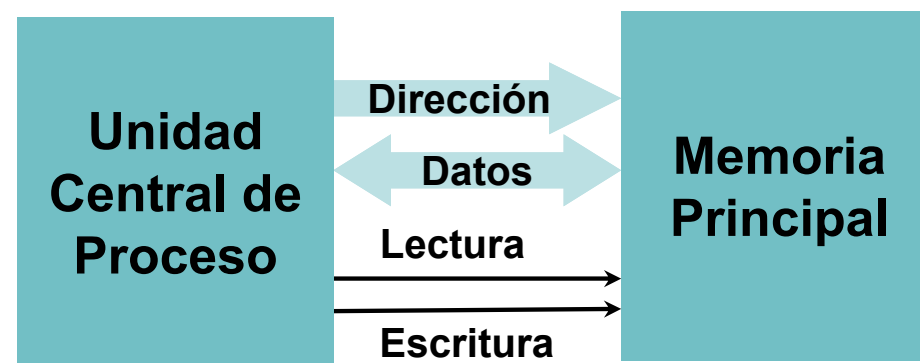 Unidad
Central de
Proceso
Dirección
Datos
Lectura
Escritura
Memoria
Principal